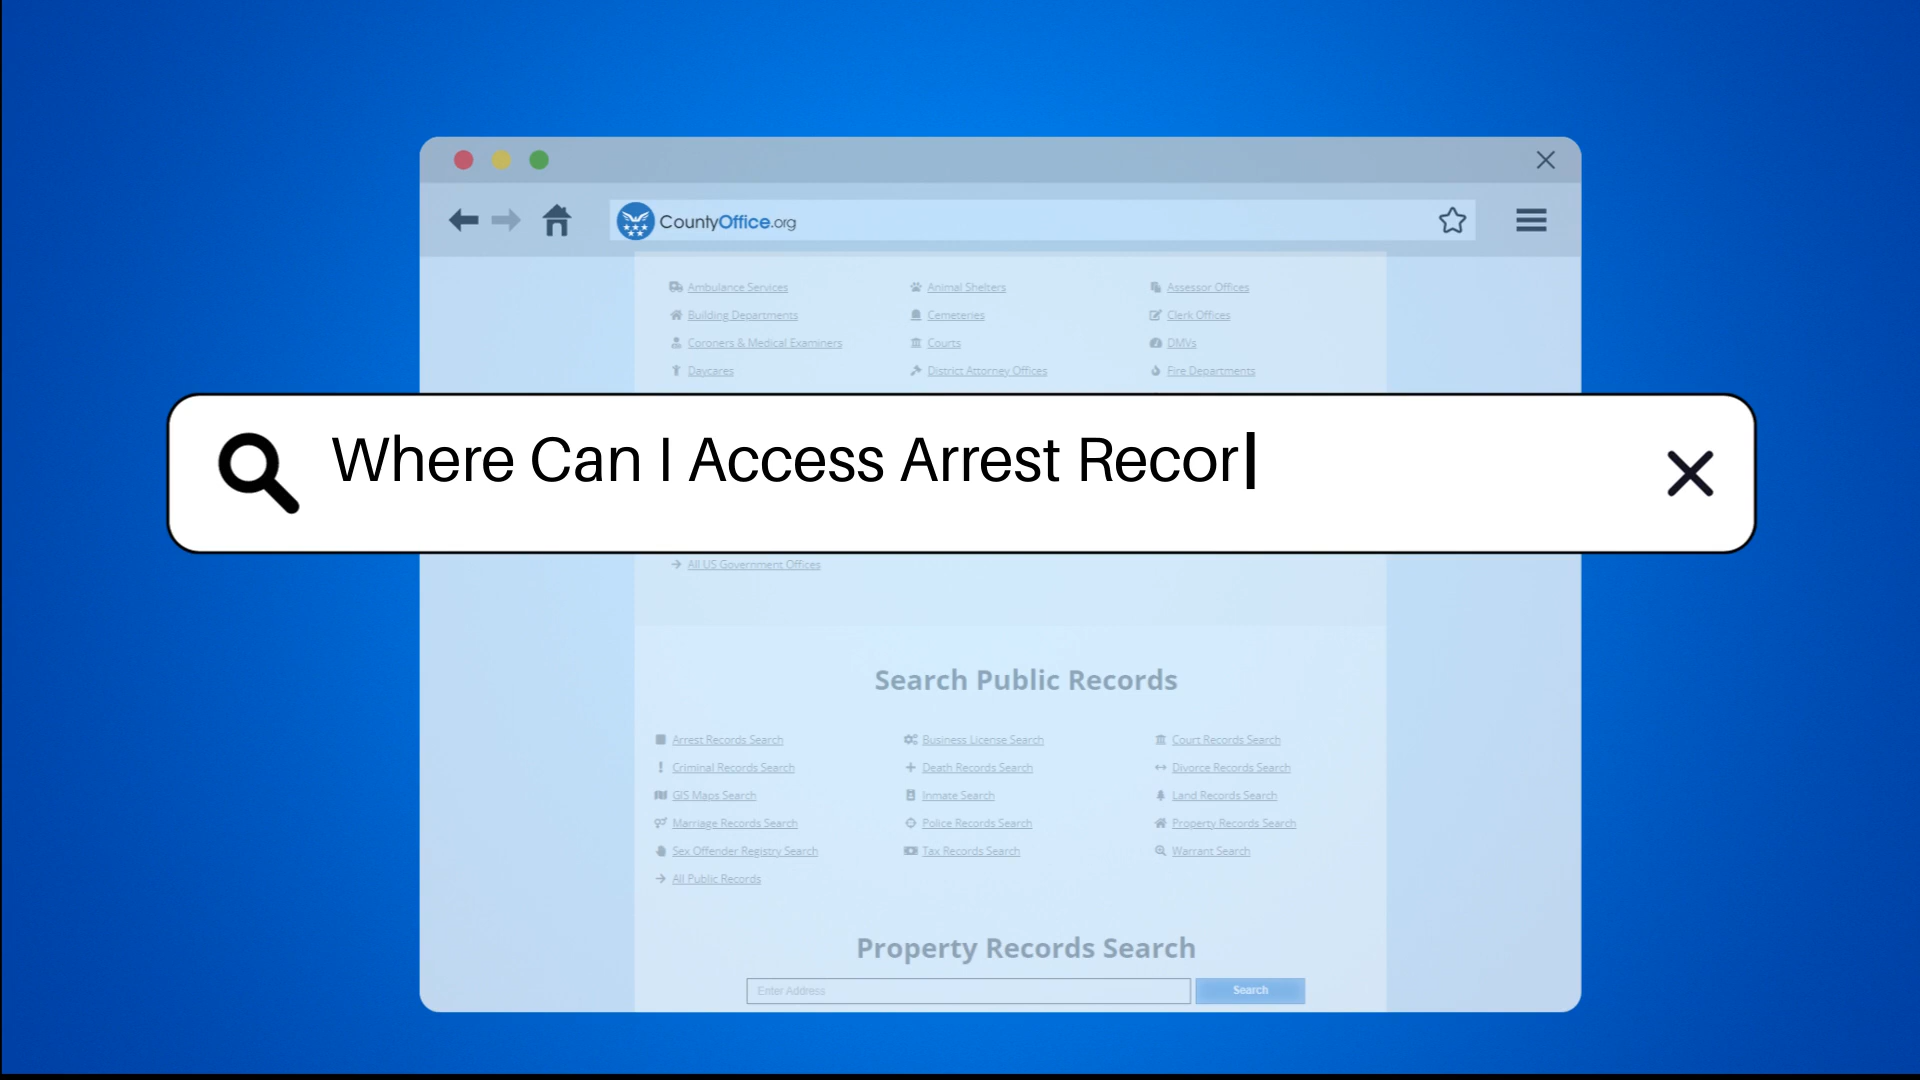 CountyOffice.org
Ambulance Services Animal Shelters Assessor Offices
Building Departments Cemeteries Clerk Offices
Coroners & Medical Examiners Courts DMVs
Daycares District Attorney Offices Fire Departments
Where Can I Access Arrest Recor
All US Government Offices
Search Public Records
Arrest Records Search Business License Search Court Records Search
Criminal Records Search Death Records Search Divorce Records Search
GIS Maps Search Inmate Search Land Records Search
Marriage Records Search Police Records Search Property Records Search
Sex Offender Registry Search Tax Records Search Warrant Search
All Public Records
Property Records Search
Enter Address Search